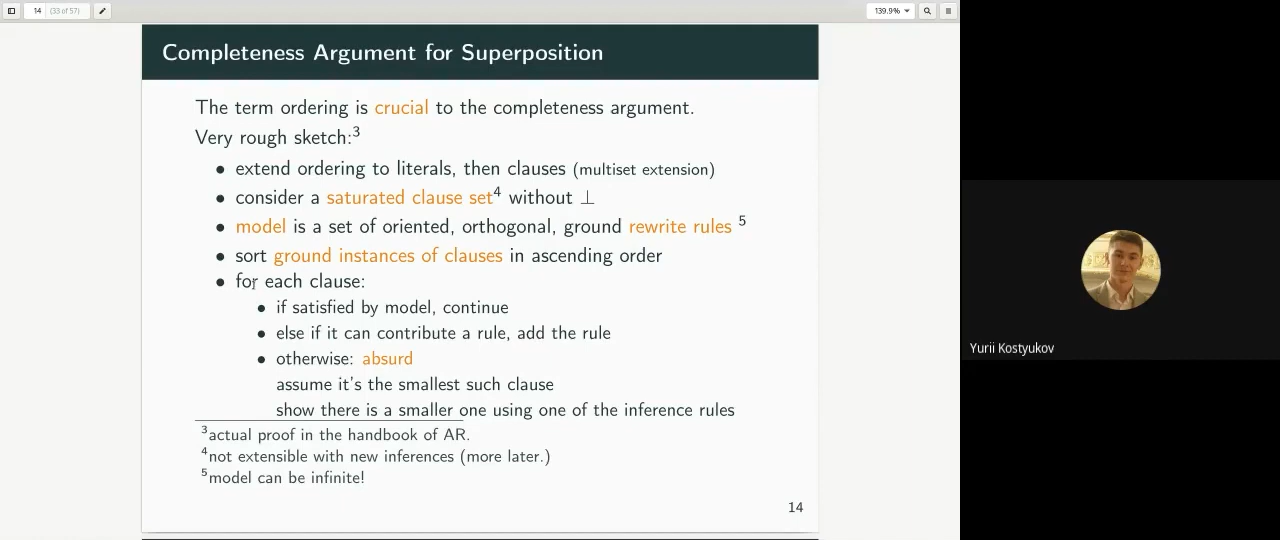 14 (33 of 57)
139.9%
Completeness Argument for Superposition
The term ordering is crucial to the completeness argument.
Very rough sketch:³
• extend ordering to literals, then clauses (multiset extension)
• consider a saturated clause set⁴ without ⊥
• model is a set of oriented, orthogonal, ground rewrite rules ⁵
• sort ground instances of clauses in ascending order
• for each clause:
• if satisfied by model, continue
• else if it can contribute a rule, add the rule
• otherwise: absurd
assume it's the smallest such clause
show there is a smaller one using one of the inference rules
³actual proof in the handbook of AR.
⁴not extensible with new inferences (more later.)
⁵model can be infinite!
14
Yurii Kostyukov